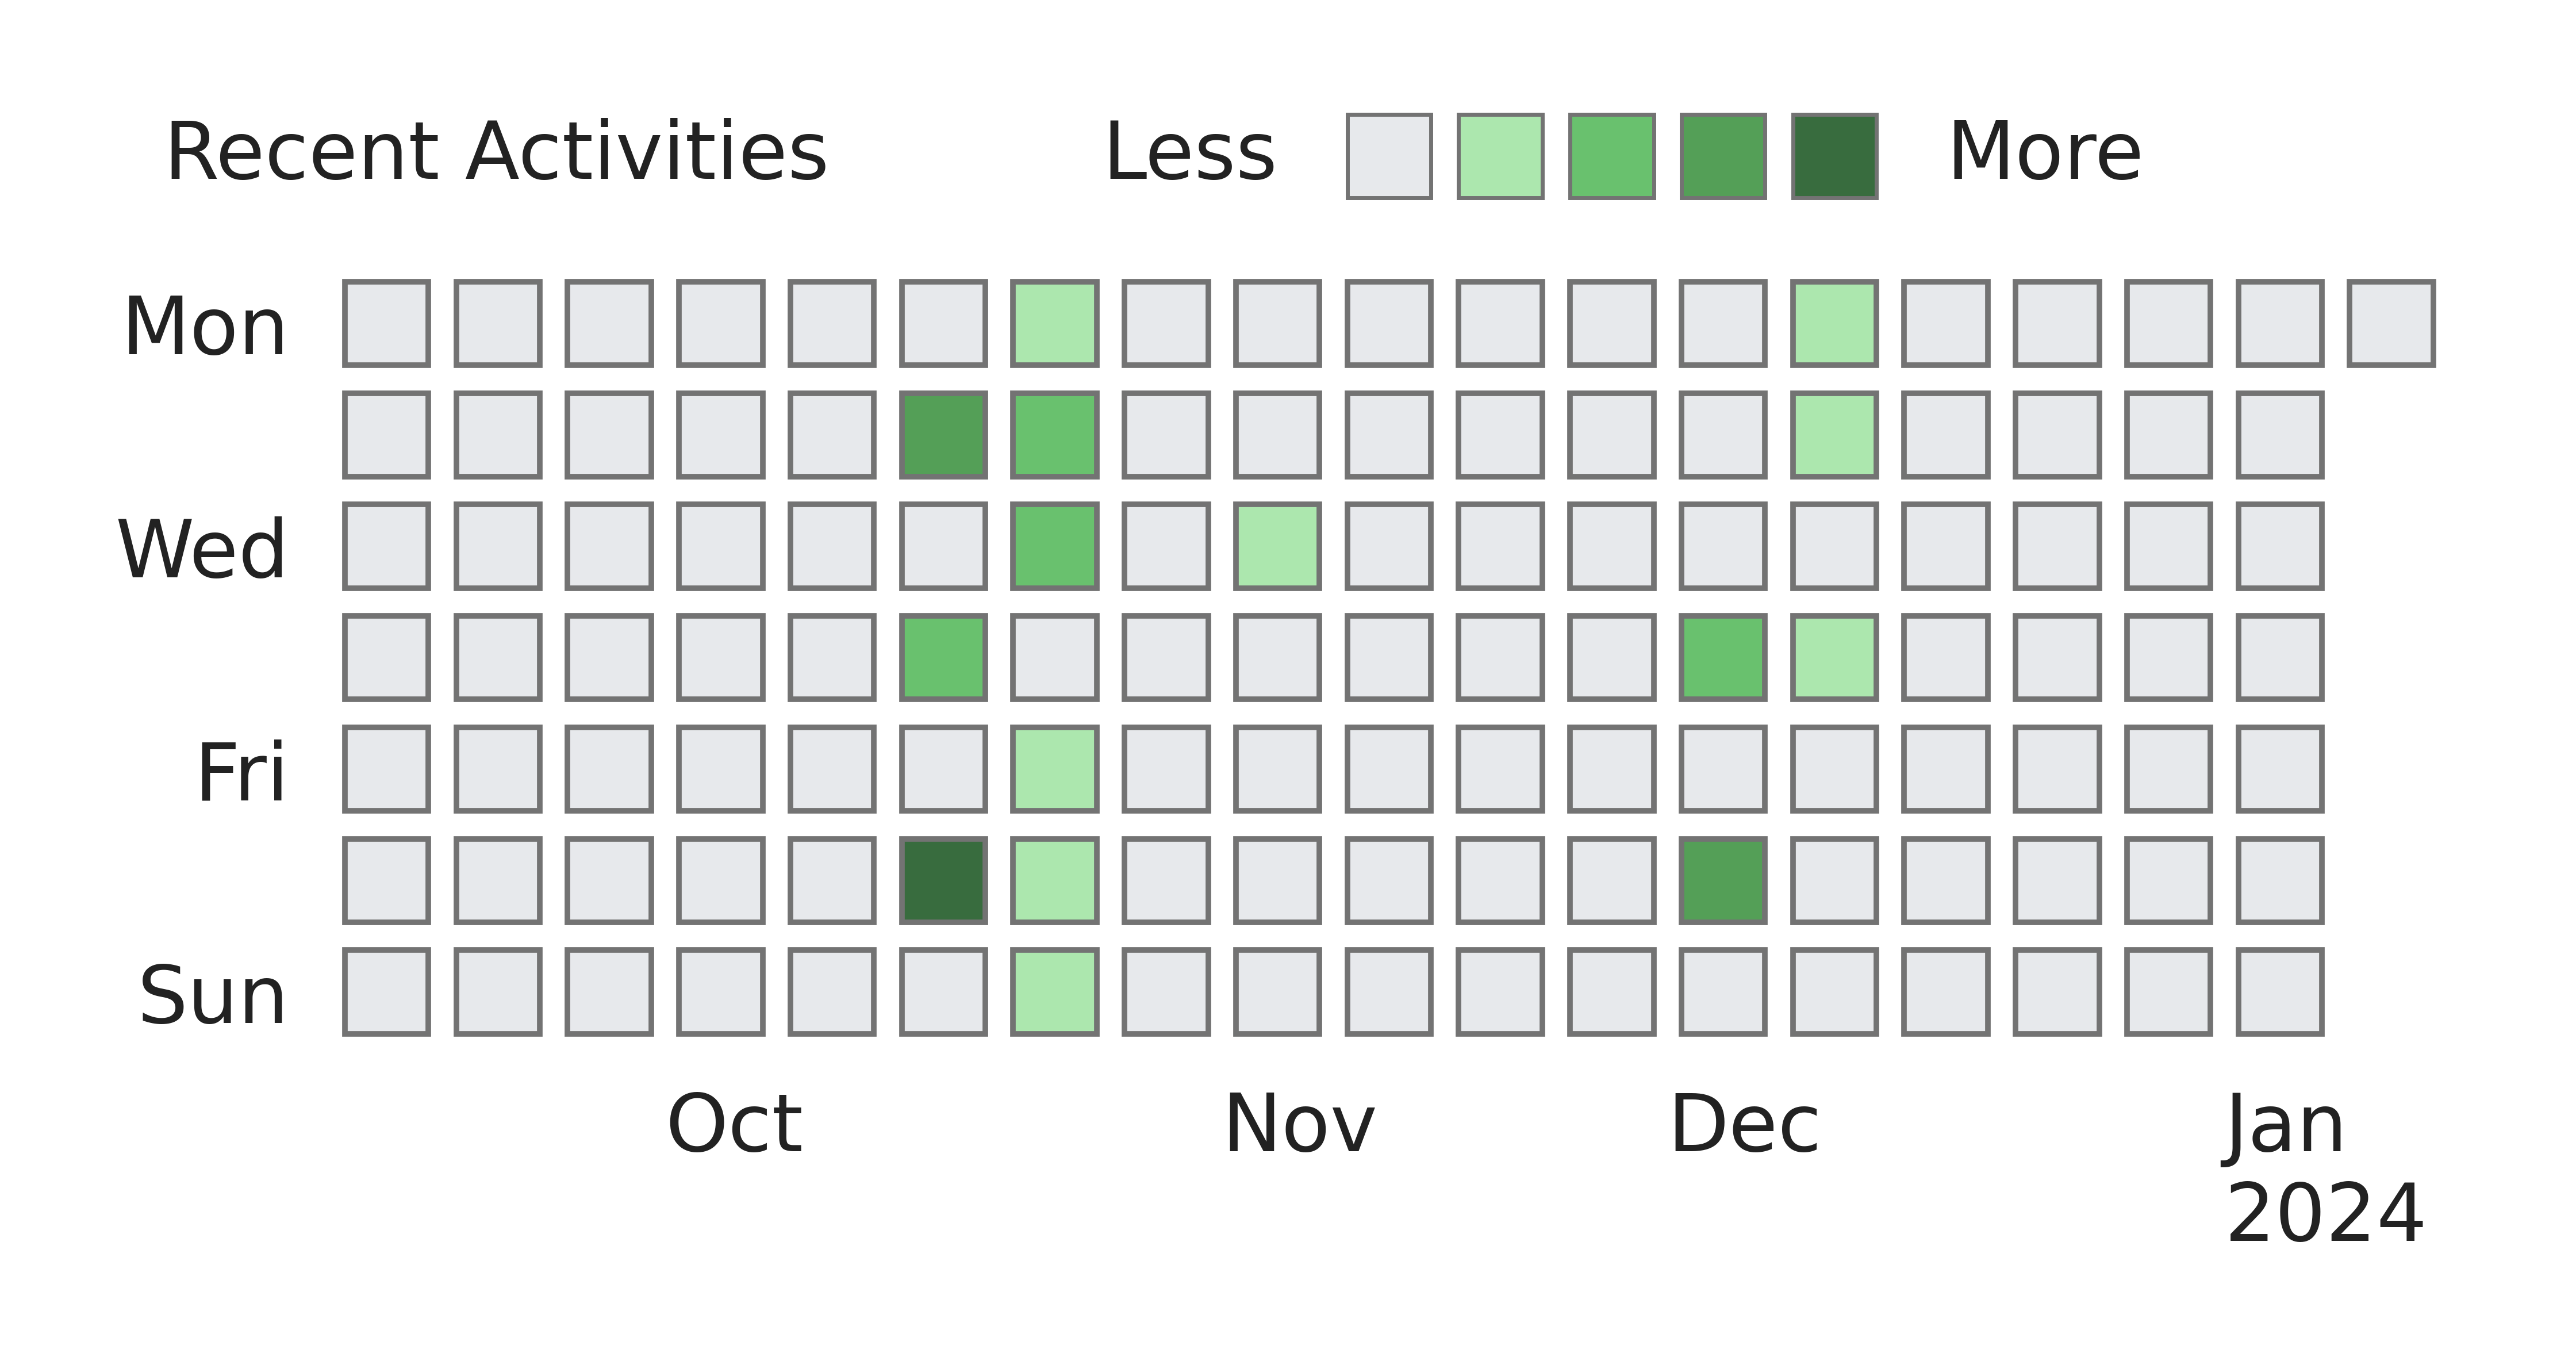 Recent Activities Less More
Mon
Wed
Fri
Sun
Oct Nov Dec Jan
2024